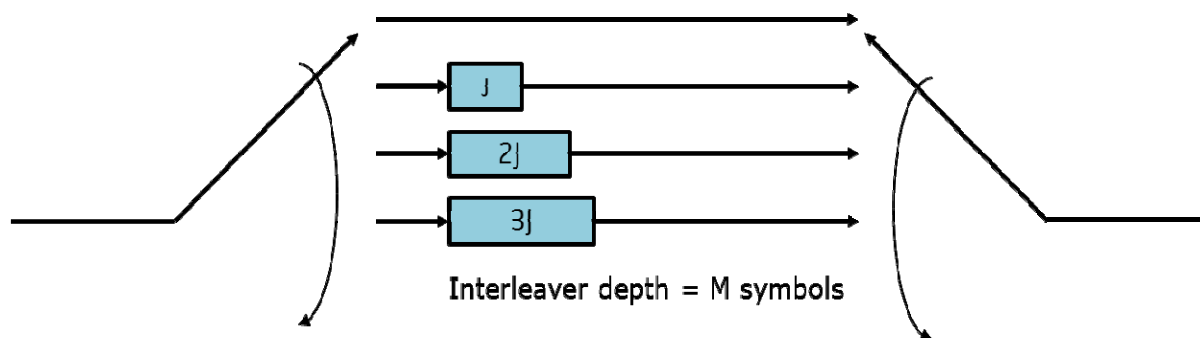 J
2J
3J
Interleaver depth = M symbols